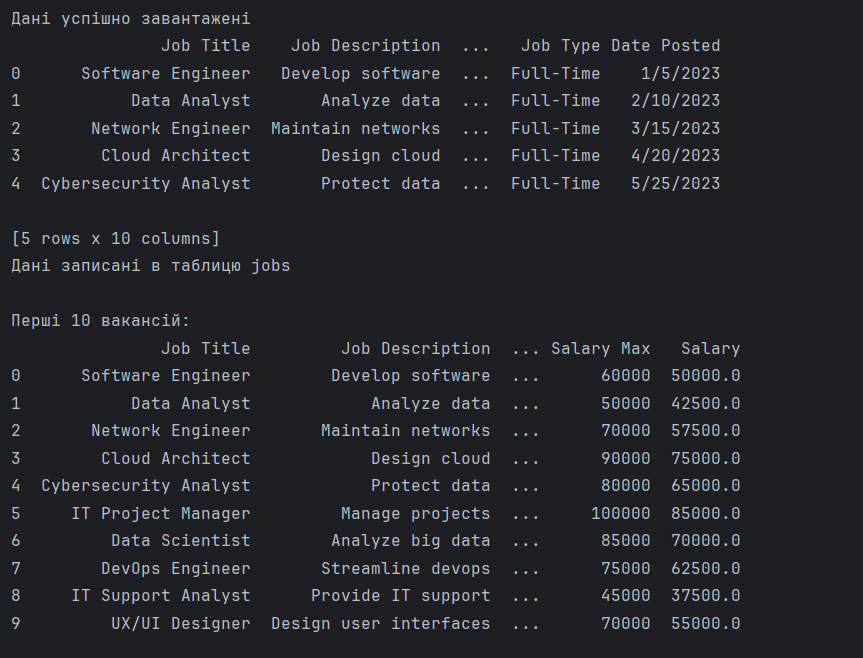 Дані успішно завантажені
Job Title Job Description ... Job Type Date Posted
0 Software Engineer Develop software ... Full-Time 1/5/2023
1 Data Analyst Analyze data ... Full-Time 2/10/2023
2 Network Engineer Maintain networks ... Full-Time 3/15/2023
3 Cloud Architect Design cloud ... Full-Time 4/20/2023
4 Cybersecurity Analyst Protect data ... Full-Time 5/25/2023
[5 rows x 10 columns]
Дані записані в таблицю jobs
Перші 10 вакансій:
Job Title Job Description ... Salary Max Salary
0 Software Engineer Develop software ... 60000 50000.0
1 Data Analyst Analyze data ... 50000 42500.0
2 Network Engineer Maintain networks ... 70000 57500.0
3 Cloud Architect Design cloud ... 90000 75000.0
4 Cybersecurity Analyst Protect data ... 80000 65000.0
5 IT Project Manager Manage projects ... 100000 85000.0
6 Data Scientist Analyze big data ... 85000 70000.0
7 DevOps Engineer Streamline devops ... 75000 62500.0
8 IT Support Analyst Provide IT support ... 45000 37500.0
9 UX/UI Designer Design user interfaces ... 70000 55000.0